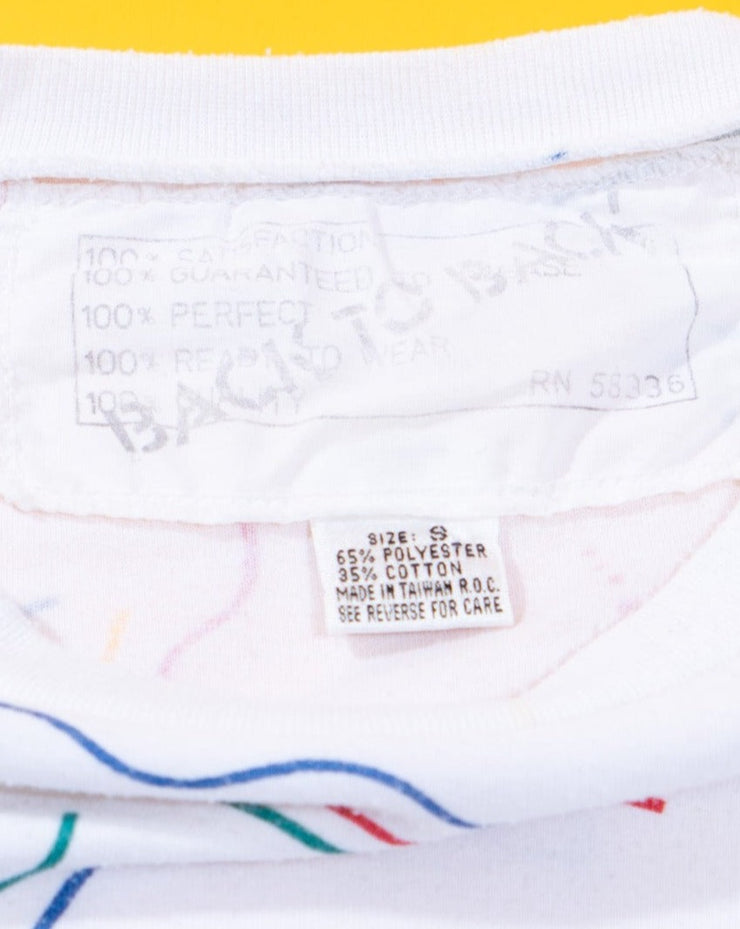 100% SATISFACTION
100% GUARANTEED TO
100% PERFECT
100% READY TO WEAR
100%
RN 58336
BACK TO BACK
SIZE: S
65% POLYESTER
35% COTTON
MADE IN TAIWAN R.O.C.
SEE REVERSE FOR CARE